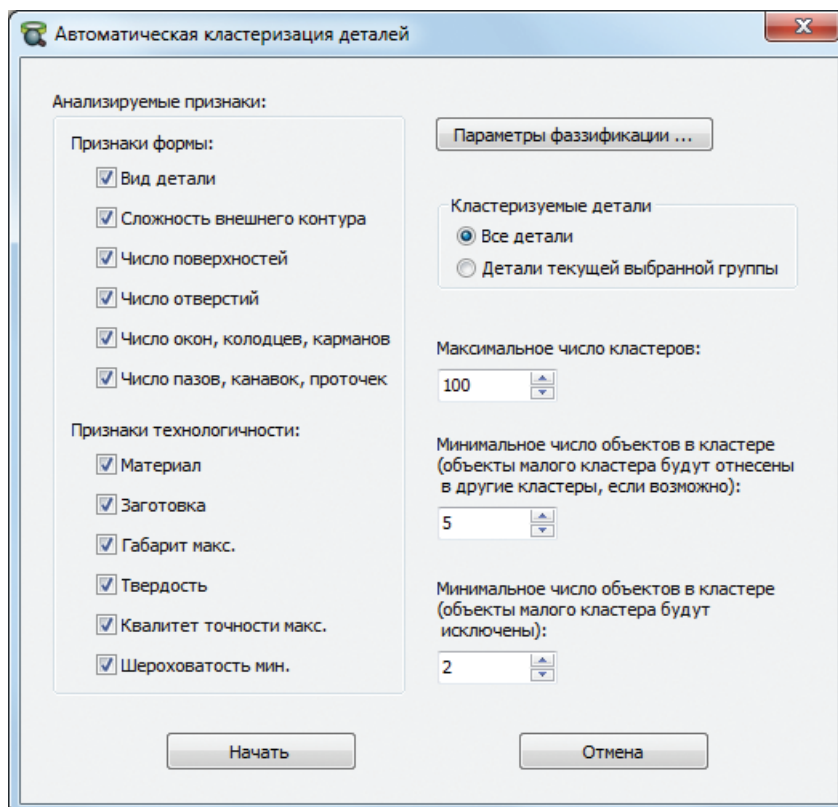 Автоматическая кластеризация деталей
Анализируемые признаки:
Признаки формы:
Вид детали
Сложность внешнего контура
Число поверхностей
Число отверстий
Число окон, колодцев, карманов
Число пазов, канавок, проточек
Признаки технологичности:
Материал
Заготовка
Габарит макс.
Твердость
Квалитет точности макс.
Шероховатость мин.
Параметры фаззификации ...
Кластеризуемые детали
Все детали
Детали текущей выбранной группы
Максимальное число кластеров:
100
Минимальное число объектов в кластере
(объекты малого кластера будут отнесены
в другие кластеры, если возможно):
5
Минимальное число объектов в кластере
(объекты малого кластера будут
исключены):
2
Начать
Отмена